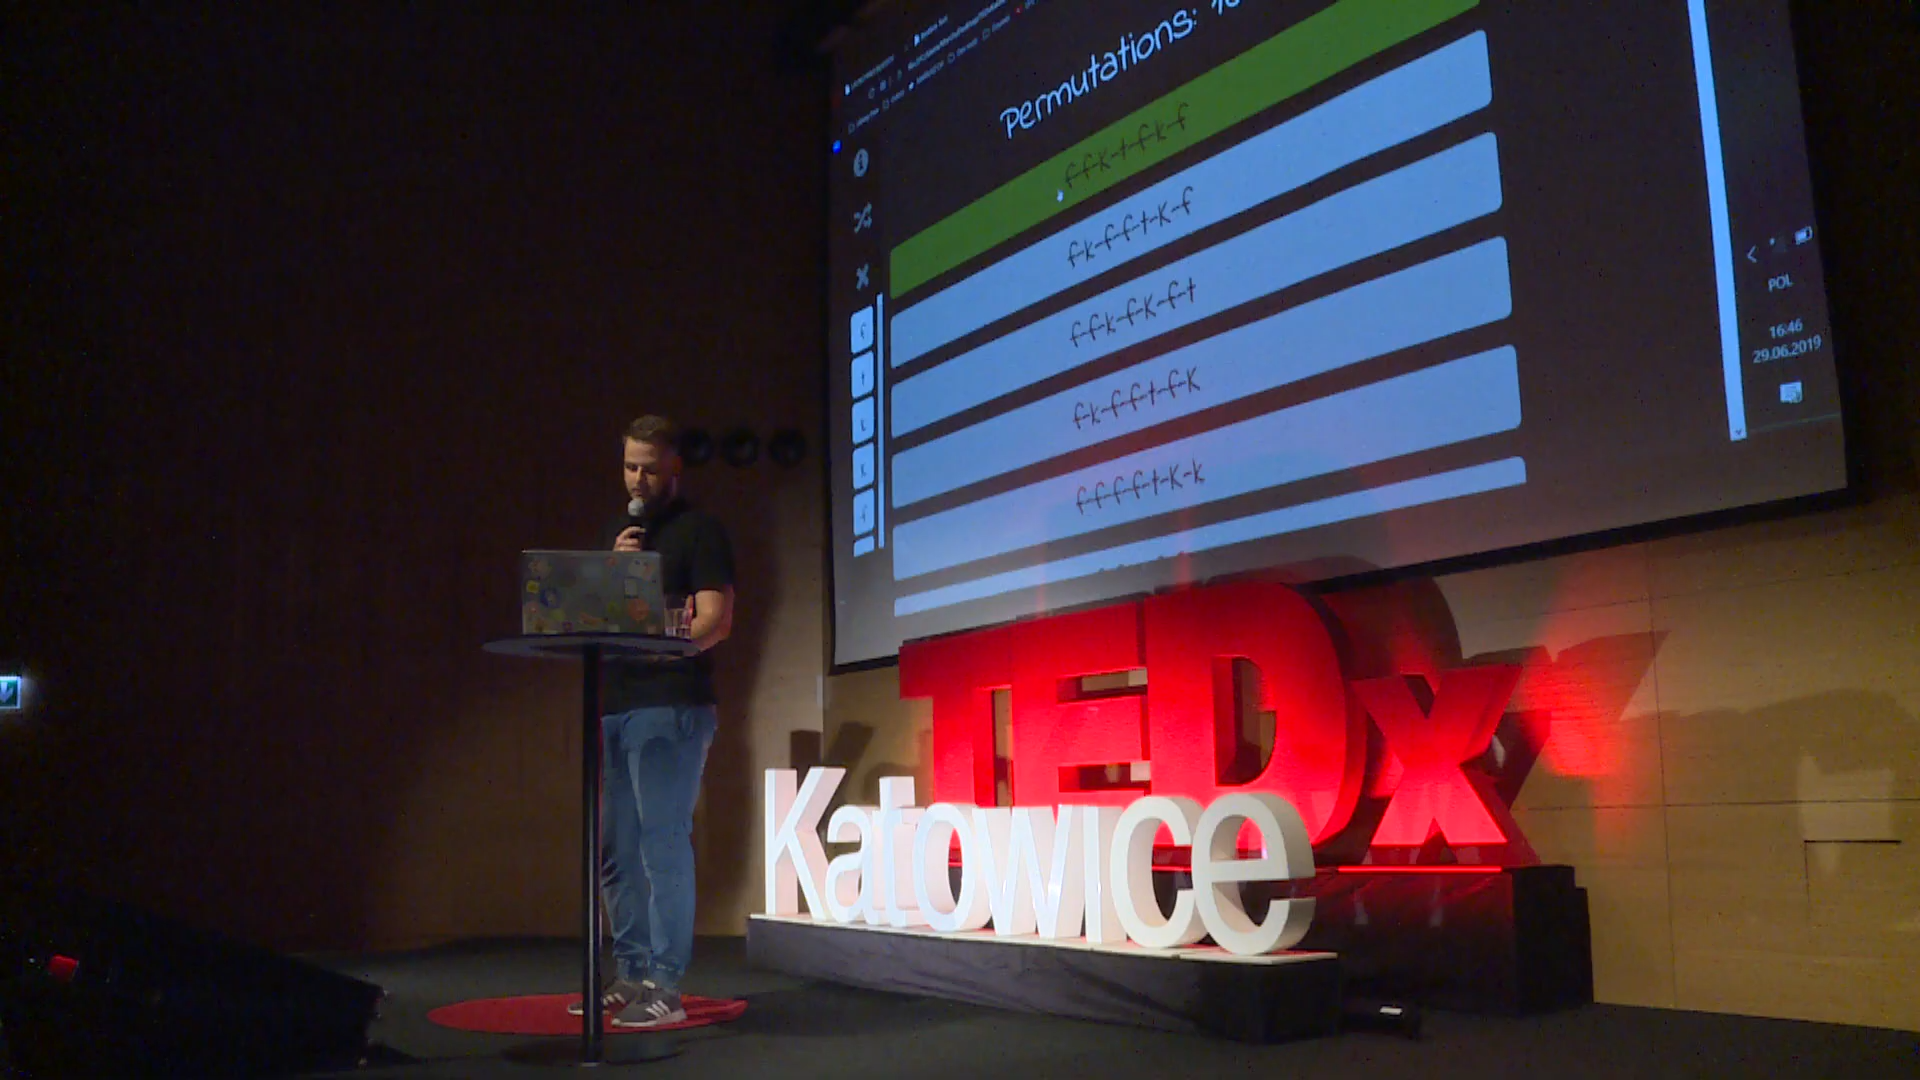 Permutations:
f-f-k-t-f-k-f
f-k-f-f-t-k-f
f-f-k-f-k-f-t
f-k-f-f-t-f-k
f-f-f-f-t-k-k
f
t
k
k
f
POL
16:46
29.06.2019
TEDx
Katowice